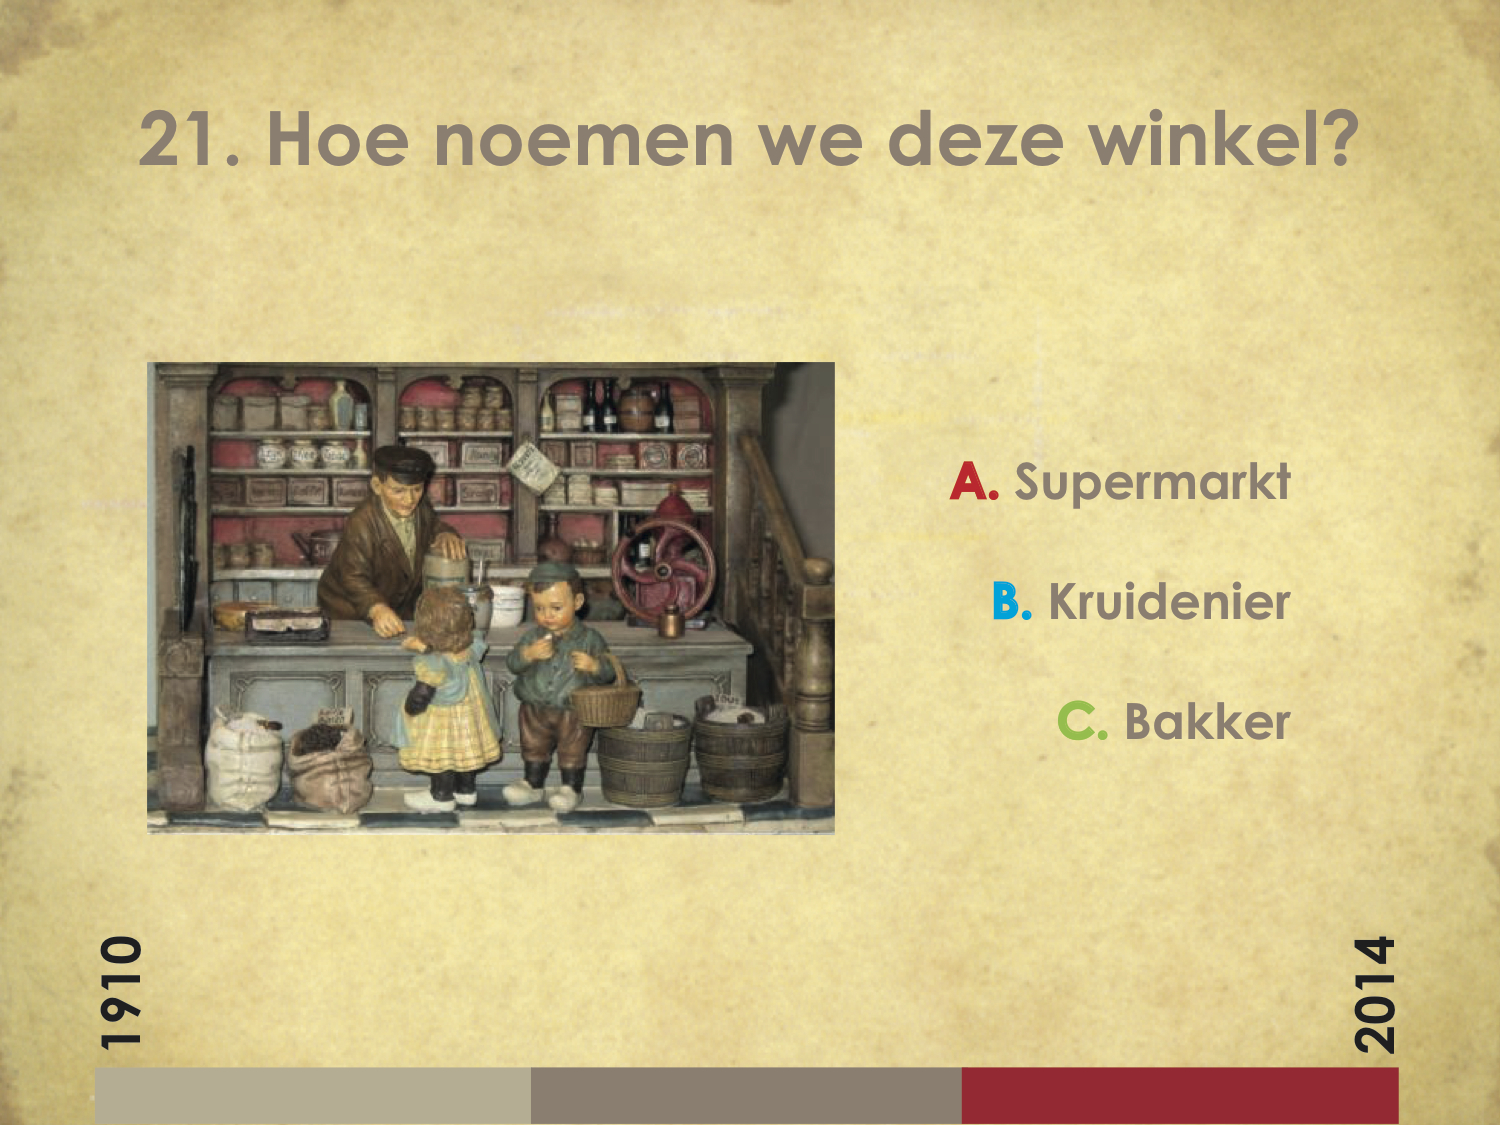 21. Hoe noemen we deze winkel?
A. Supermarkt
B. Kruidenier
C. Bakker
1910
2014